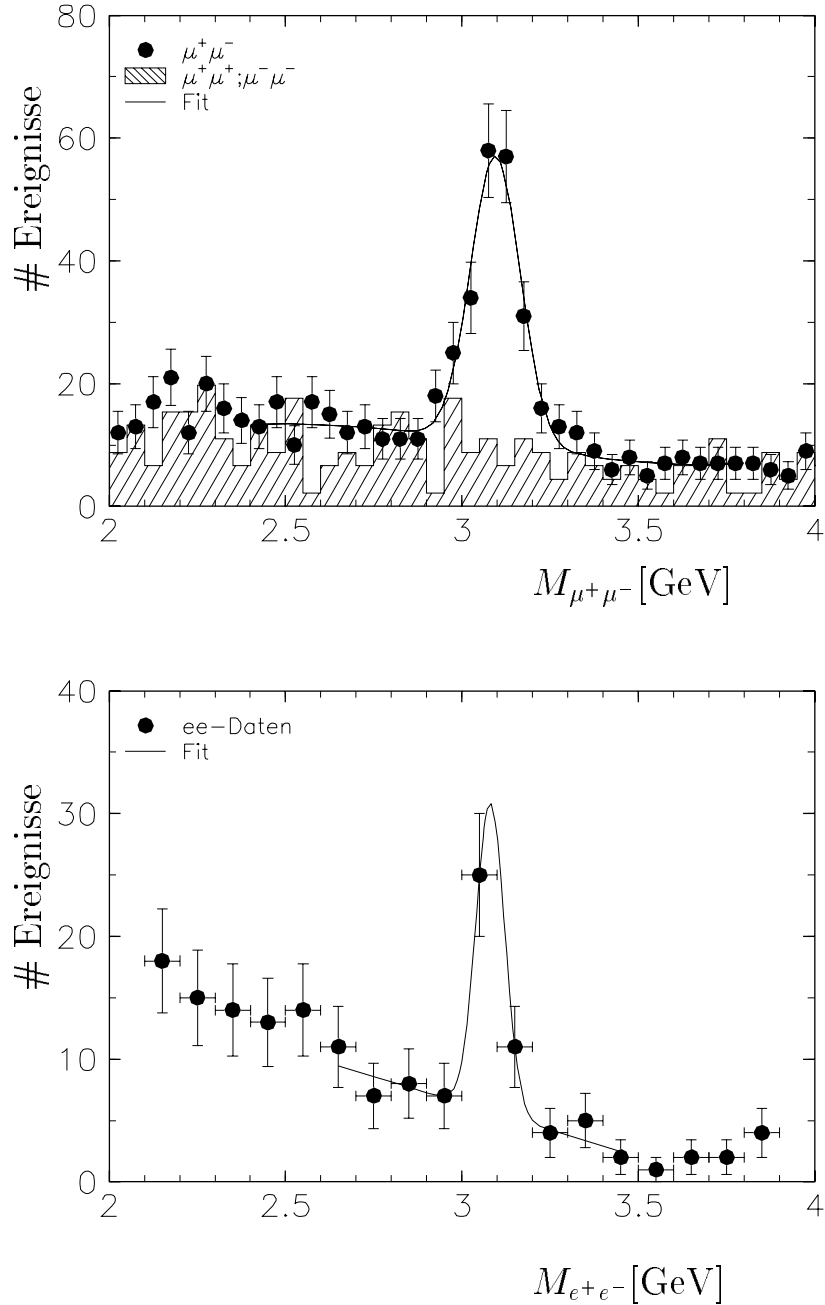 80
60
40
20
0
# Ereignisse
μ⁺μ⁻
μ⁺μ⁺;μ⁻μ⁻
Fit
2 2.5 3 3.5 4
M_{μ⁺μ⁻}[GeV]
40
30
20
10
0
# Ereignisse
ee-Daten
Fit
2 2.5 3 3.5 4
M_{e⁺e⁻}[GeV]